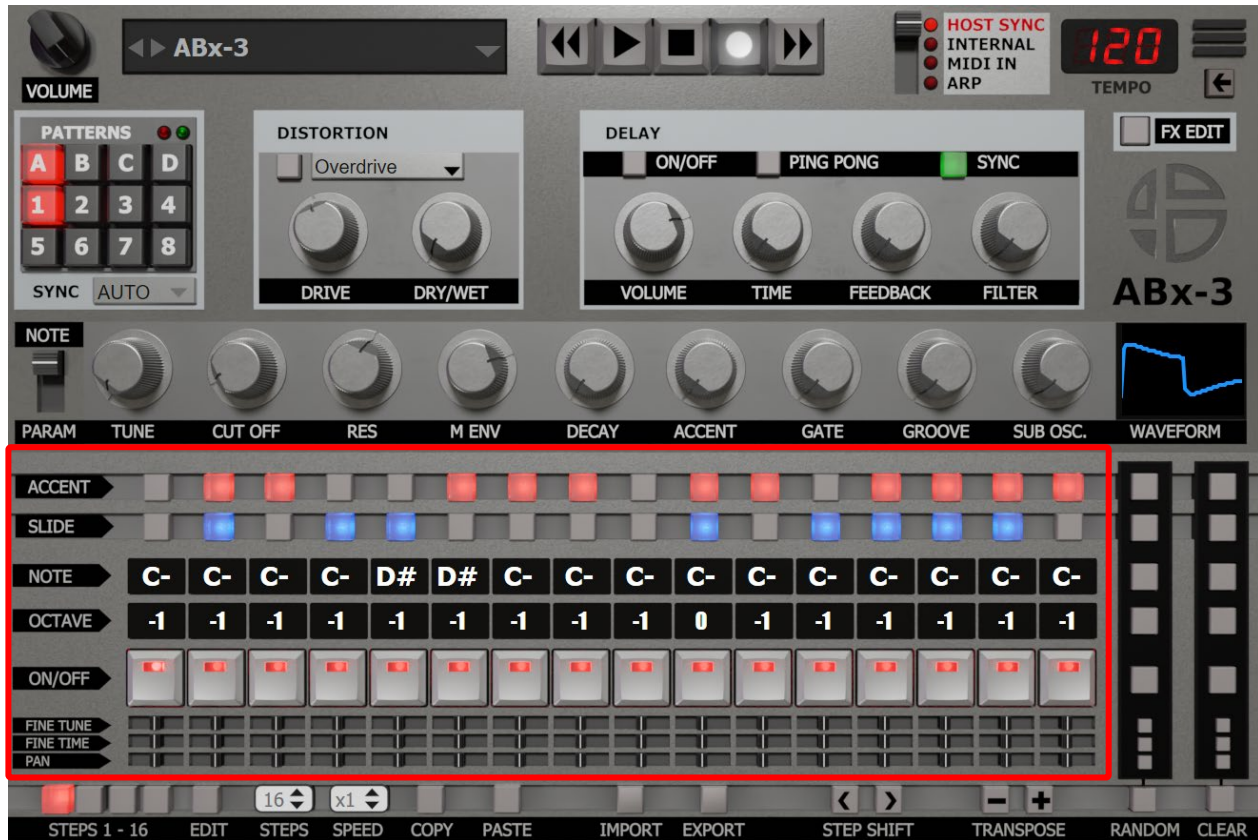 VOLUME
ABx-3
HOST SYNC
INTERNAL
MIDI IN
ARP
120
TEMPO
PATTERNS
A B C D
1 2 3 4
5 6 7 8
SYNC AUTO
DISTORTION
Overdrive
DRIVE DRY/WET
DELAY
ON/OFF PING PONG SYNC
VOLUME TIME FEEDBACK FILTER
FX EDIT
ABx-3
NOTE
PARAM TUNE CUT OFF RES M ENV DECAY ACCENT GATE GROOVE SUB OSC. WAVEFORM
ACCENT
SLIDE
NOTE C- C- C- C- D# D# C- C- C- C- C- C- C- C- C- C-
OCTAVE -1 -1 -1 -1 -1 -1 -1 -1 -1 0 -1 -1 -1 -1 -1 -1
ON/OFF
FINE TUNE
FINE TIME
PAN
16 x1 < > - +
STEPS 1 - 16 EDIT STEPS SPEED COPY PASTE IMPORT EXPORT STEP SHIFT TRANSPOSE RANDOM CLEAR